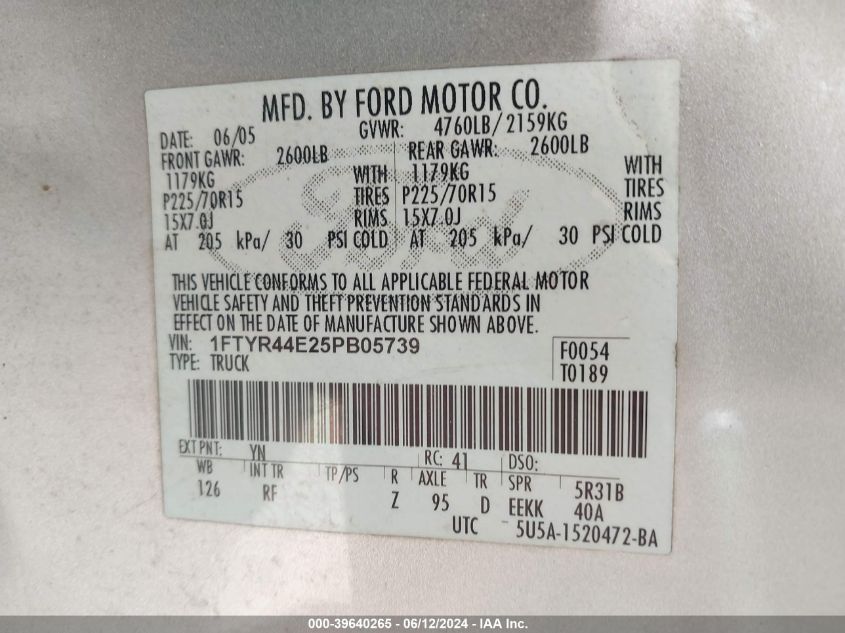 MFD. BY FORD MOTOR CO.
DATE: 06/05 GVWR: 4760LB/2159KG
FRONT GAWR: 2600LB REAR GAWR: 2600LB
1179KG WITH 1179KG WITH
P225/70R15 TIRES P225/70R15 TIRES
15X7.0J RIMS 15X7.0J RIMS
AT 205 kPa/ 30 PSI COLD AT 205 kPa/ 30 PSI COLD
Ford
THIS VEHICLE CONFORMS TO ALL APPLICABLE FEDERAL MOTOR
VEHICLE SAFETY AND THEFT PREVENTION STANDARDS IN
EFFECT ON THE DATE OF MANUFACTURE SHOWN ABOVE.
VIN: 1FTYR44E25PB05739 F0054
TYPE: TRUCK T0189
EXT PNT: YN RC: 41 DSO:
WB INT TR TP/PS R AXLE TR SPR 5R31B
126 RF Z 95 D EEKK 40A
UTC 5U5A-1520472-BA
000-39640265 - 06/12/2024 - IAA Inc.